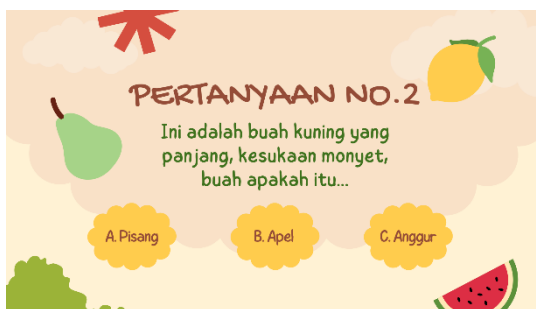 PERTANYAAN NO.2
Ini adalah buah kuning yang
panjang, kesukaan monyet,
buah apakah itu...
A. Pisang
B. Apel
C. Anggur